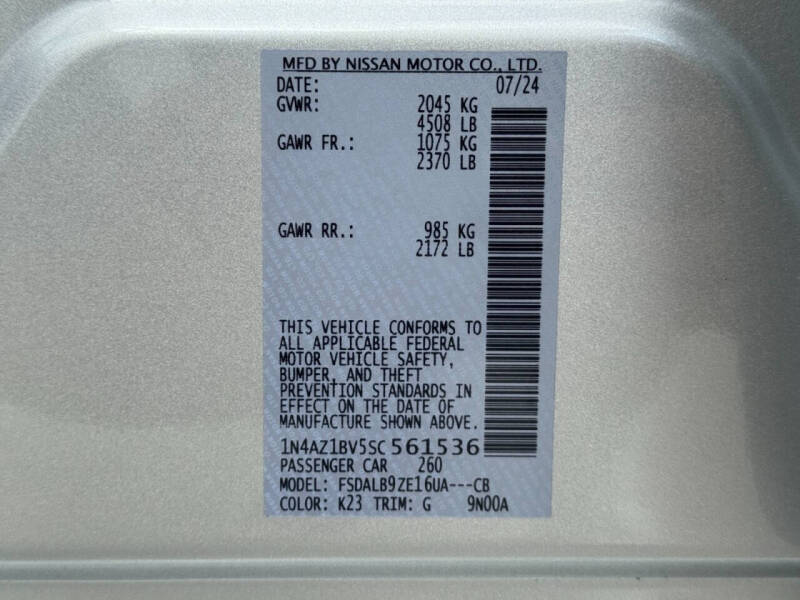 MFD BY NISSAN MOTOR CO., LTD.
DATE: 07/24
GVWR: 2045 KG
4508 LB
GAWR FR.: 1075 KG
2370 LB
GAWR RR.: 985 KG
2172 LB
THIS VEHICLE CONFORMS TO
ALL APPLICABLE FEDERAL
MOTOR VEHICLE SAFETY,
BUMPER, AND THEFT
PREVENTION STANDARDS IN
EFFECT ON THE DATE OF
MANUFACTURE SHOWN ABOVE.
1N4AZ1BV5SC561536
PASSENGER CAR 260
MODEL: FSDALB9ZE16UA---CB
COLOR: K23 TRIM: G 9N00A